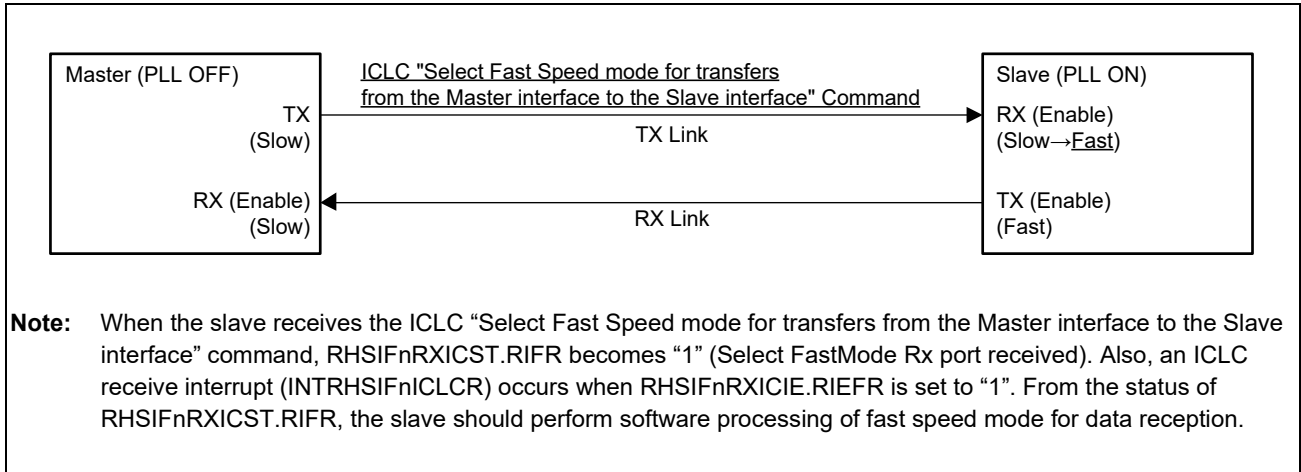 Master (PLL OFF)
TX
(Slow)
RX (Enable)
(Slow)
ICLC "Select Fast Speed mode for transfers
from the Master interface to the Slave interface" Command
TX Link
RX Link
Slave (PLL ON)
RX (Enable)
(Slow→Fast)
TX (Enable)
(Fast)
Note: When the slave receives the ICLC “Select Fast Speed mode for transfers from the Master interface to the Slave
interface” command, RHSIFnRXICST.RIFR becomes “1” (Select FastMode Rx port received). Also, an ICLC
receive interrupt (INTRHSIFnICLCR) occurs when RHSIFnRXICIE.RIEFR is set to “1”. From the status of
RHSIFnRXICST.RIFR, the slave should perform software processing of fast speed mode for data reception.